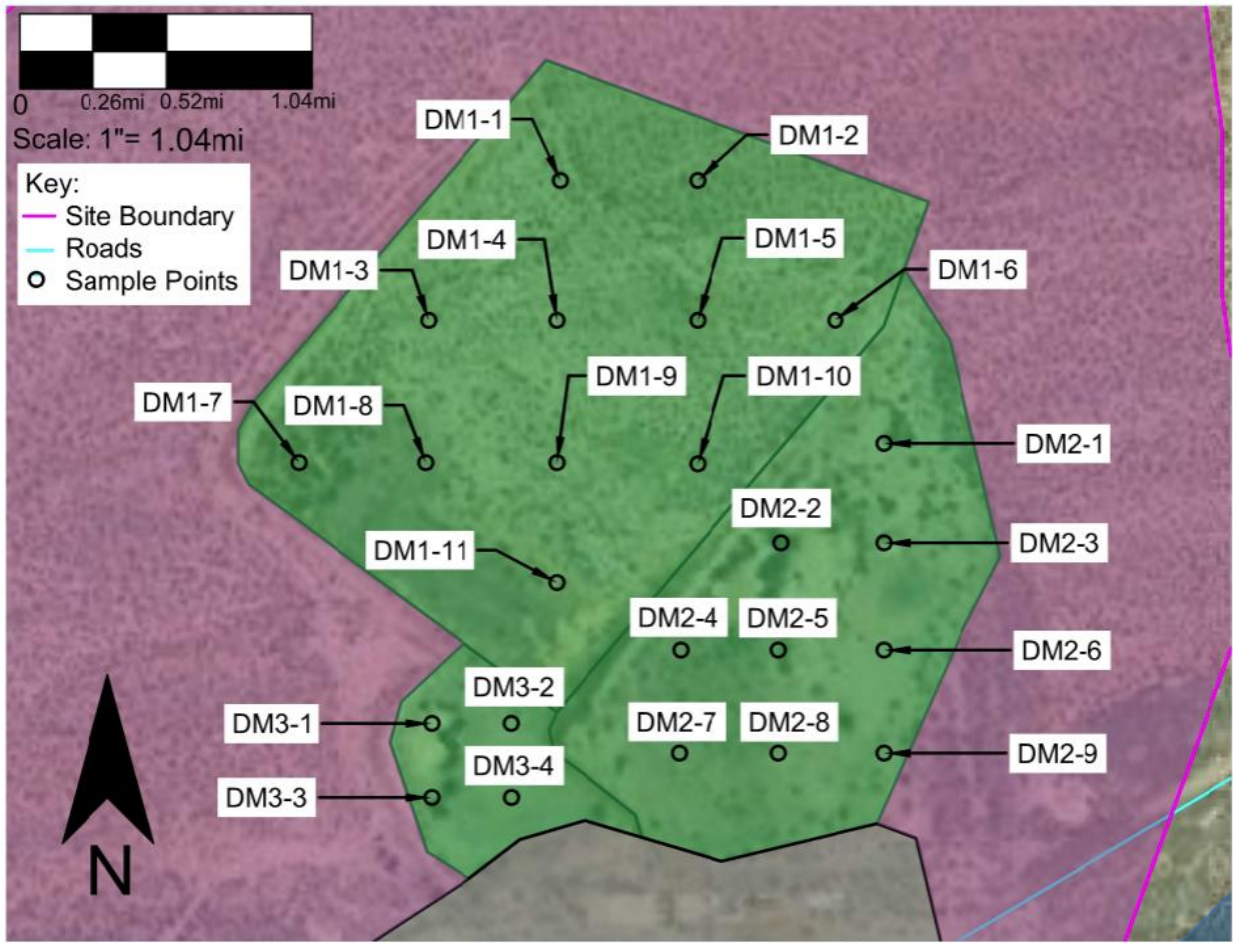 0 0.26mi 0.52mi 1.04mi
Scale: 1"= 1.04mi
Key:
Site Boundary
Roads
Sample Points
DM1-1
DM1-2
DM1-4
DM1-5
DM1-3
DM1-6
DM1-9
DM1-10
DM1-7
DM1-8
DM2-1
DM2-2
DM2-3
DM1-11
DM2-4
DM2-5
DM2-6
DM3-2
DM3-1
DM2-7
DM2-8
DM2-9
DM3-4
DM3-3
N